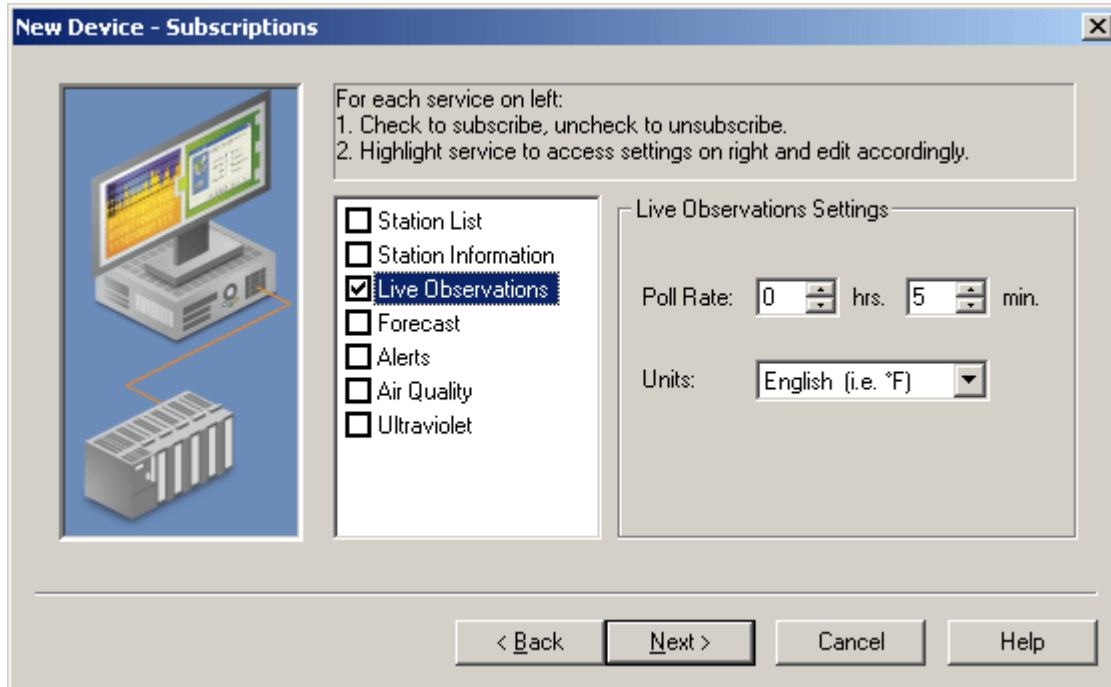 New Device - Subscriptions
For each service on left:
1. Check to subscribe, uncheck to unsubscribe.
2. Highlight service to access settings on right and edit accordingly.
Station List
Station Information
Live Observations
Forecast
Alerts
Air Quality
Ultraviolet
Live Observations Settings
Poll Rate: 0 hrs. 5 min.
Units: English (i.e. °F)
< Back Next > Cancel Help